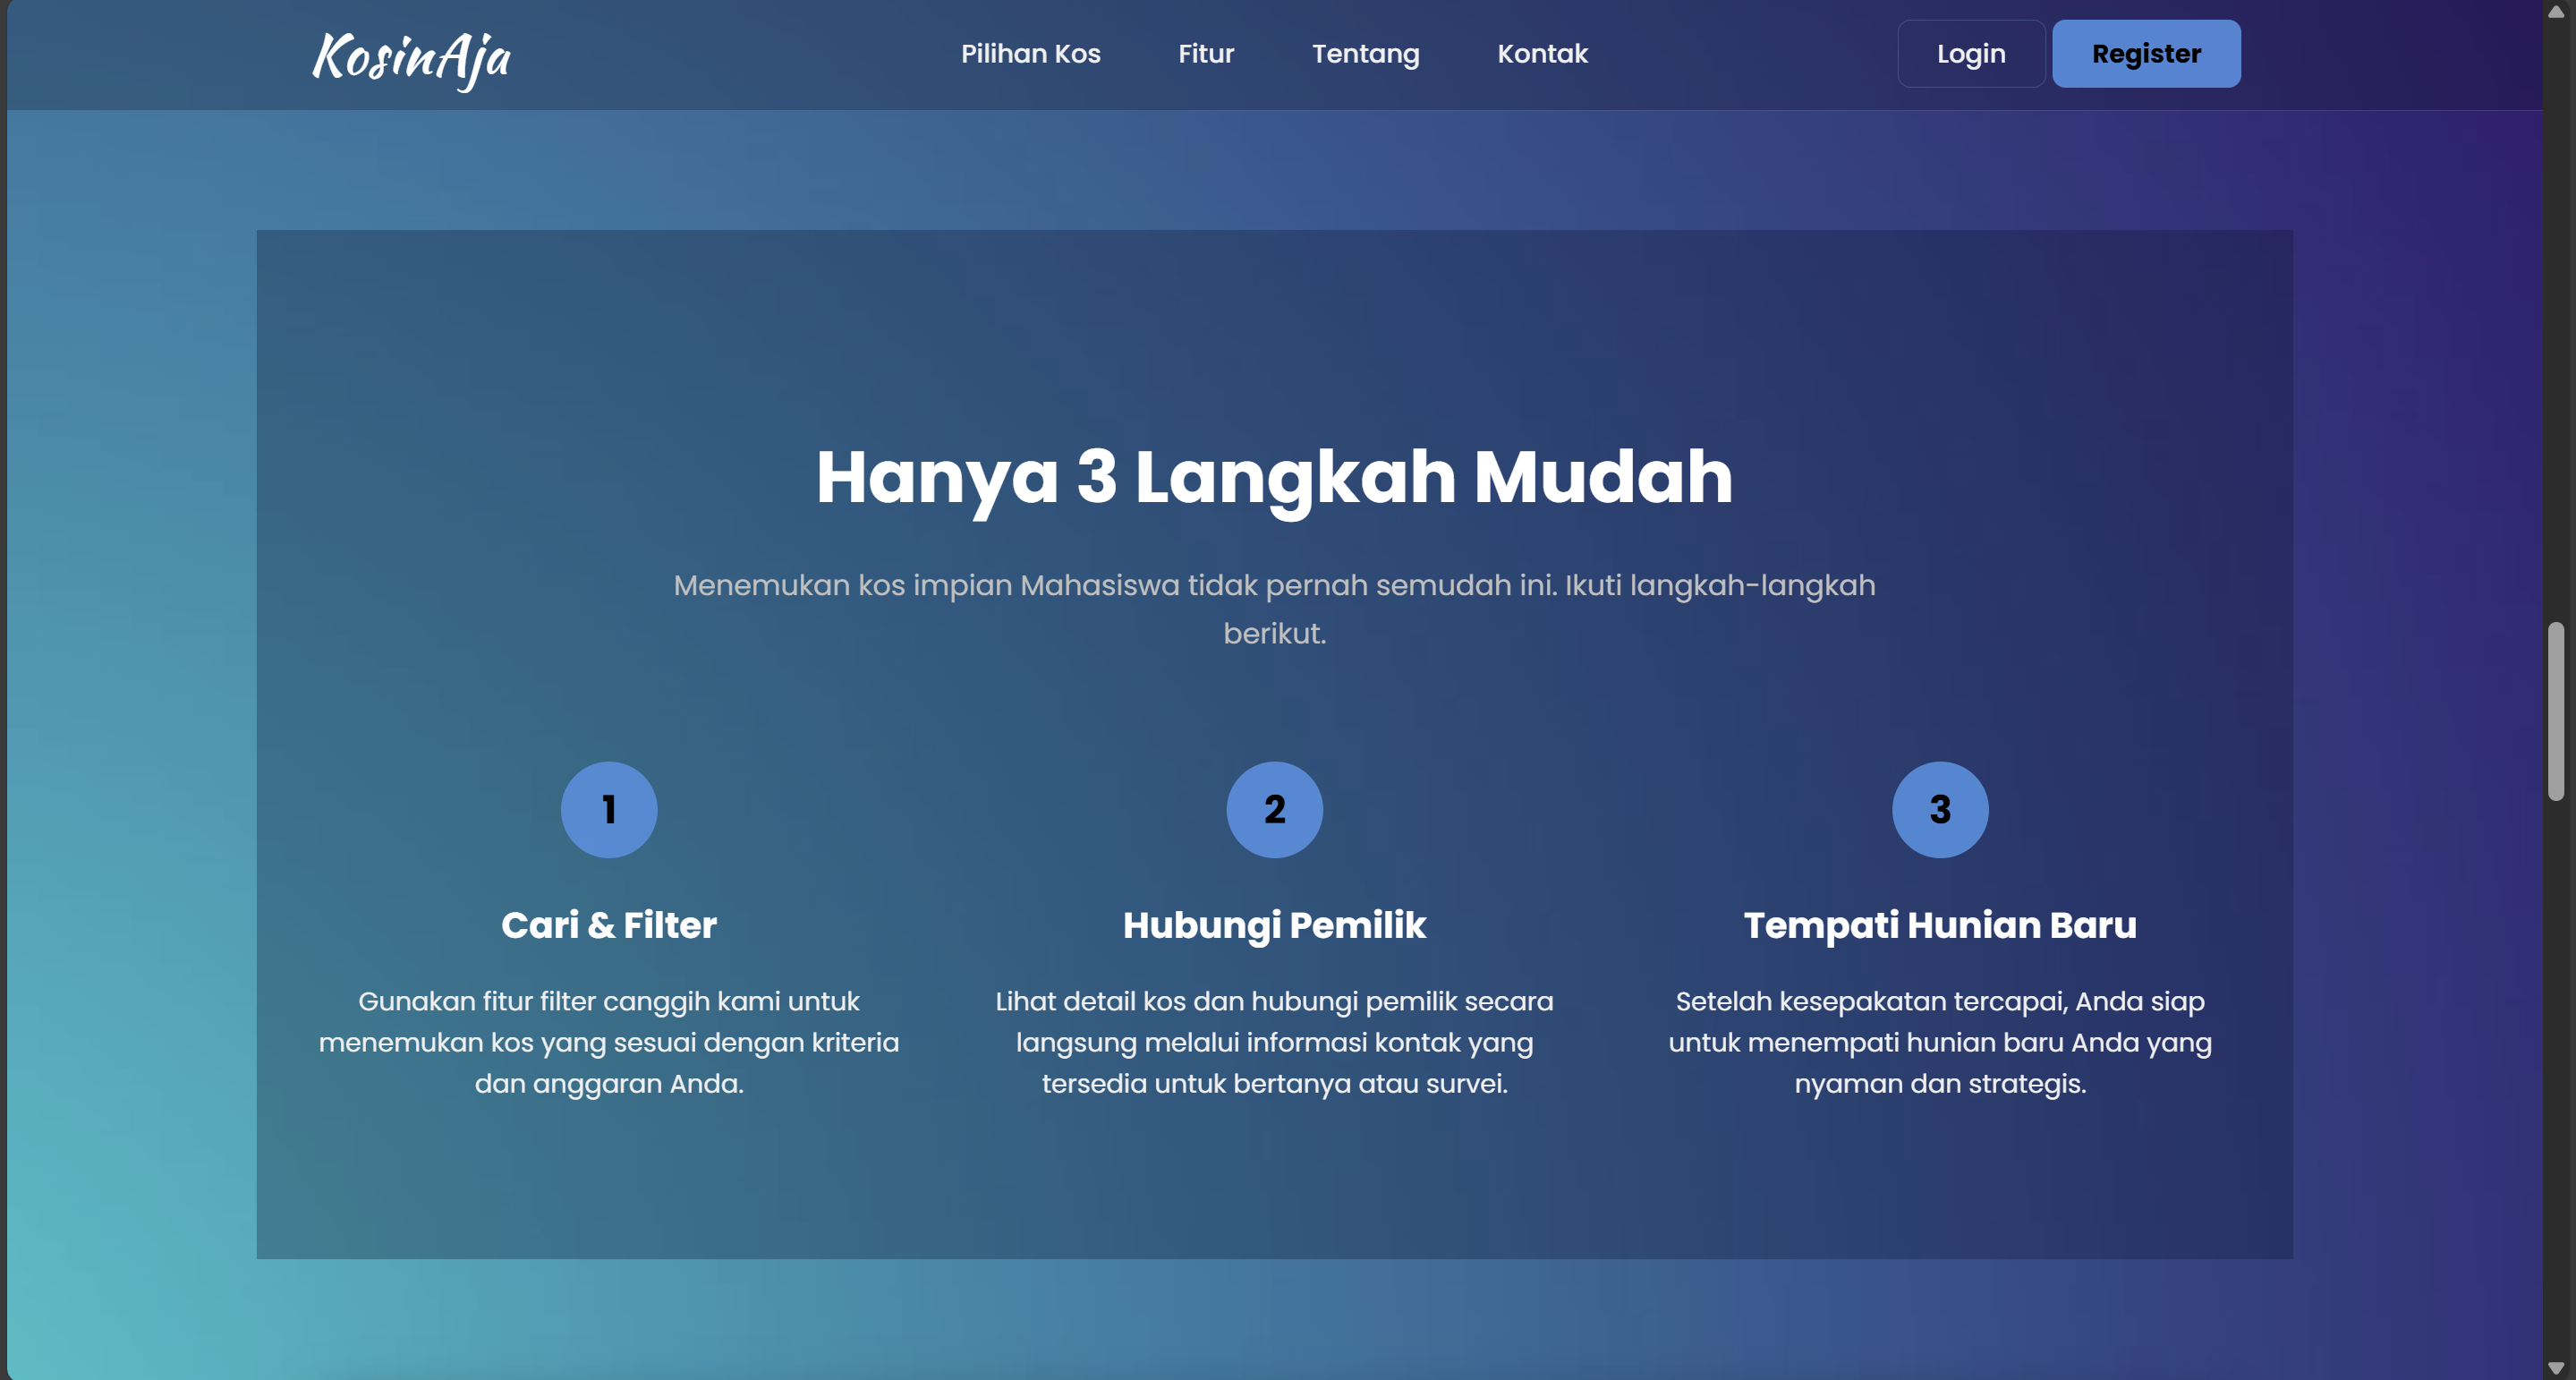 KosinAja
Pilihan Kos
Fitur
Tentang
Kontak
Login
Register
Hanya 3 Langkah Mudah
Menemukan kos impian Mahasiswa tidak pernah semudah ini. Ikuti langkah-langkah
berikut.
1
Cari & Filter
Gunakan fitur filter canggih kami untuk
menemukan kos yang sesuai dengan kriteria
dan anggaran Anda.
2
Hubungi Pemilik
Lihat detail kos dan hubungi pemilik secara
langsung melalui informasi kontak yang
tersedia untuk bertanya atau survei.
3
Tempati Hunian Baru
Setelah kesepakatan tercapai, Anda siap
untuk menempati hunian baru Anda yang
nyaman dan strategis.